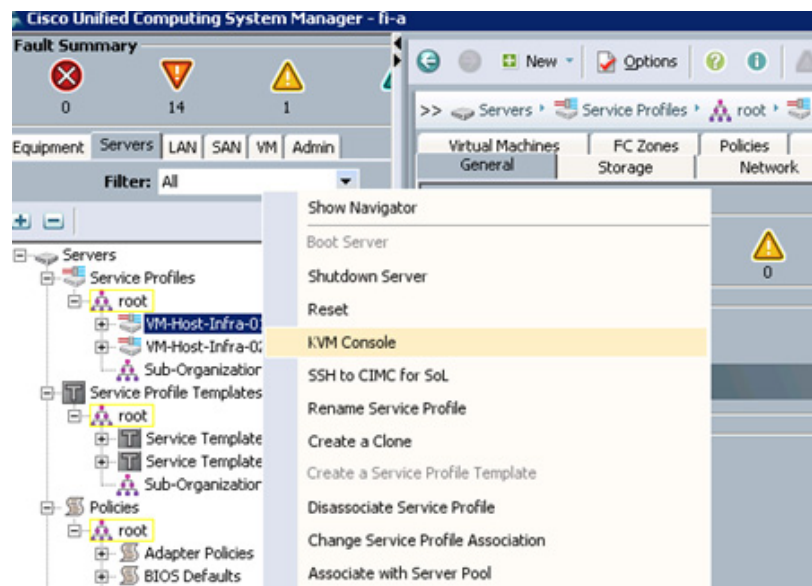 Cisco Unified Computing System Manager - fi-a
Fault Summary
0 14 1
New Options
>> Servers Service Profiles root
Equipment Servers LAN SAN VM Admin
Virtual Machines FC Zones Policies
General Storage Network
Filter: All
0
Servers
Service Profiles
root
VM-Host-Infra-01
VM-Host-Infra-02
Sub-Organization
Service Profile Templates
root
Service Template
Service Template
Sub-Organization
Policies
root
Adapter Policies
BIOS Defaults
Show Navigator
Boot Server
Shutdown Server
Reset
KVM Console
SSH to CIMC for SoL
Rename Service Profile
Create a Clone
Create a Service Profile Template
Disassociate Service Profile
Change Service Profile Association
Associate with Server Pool